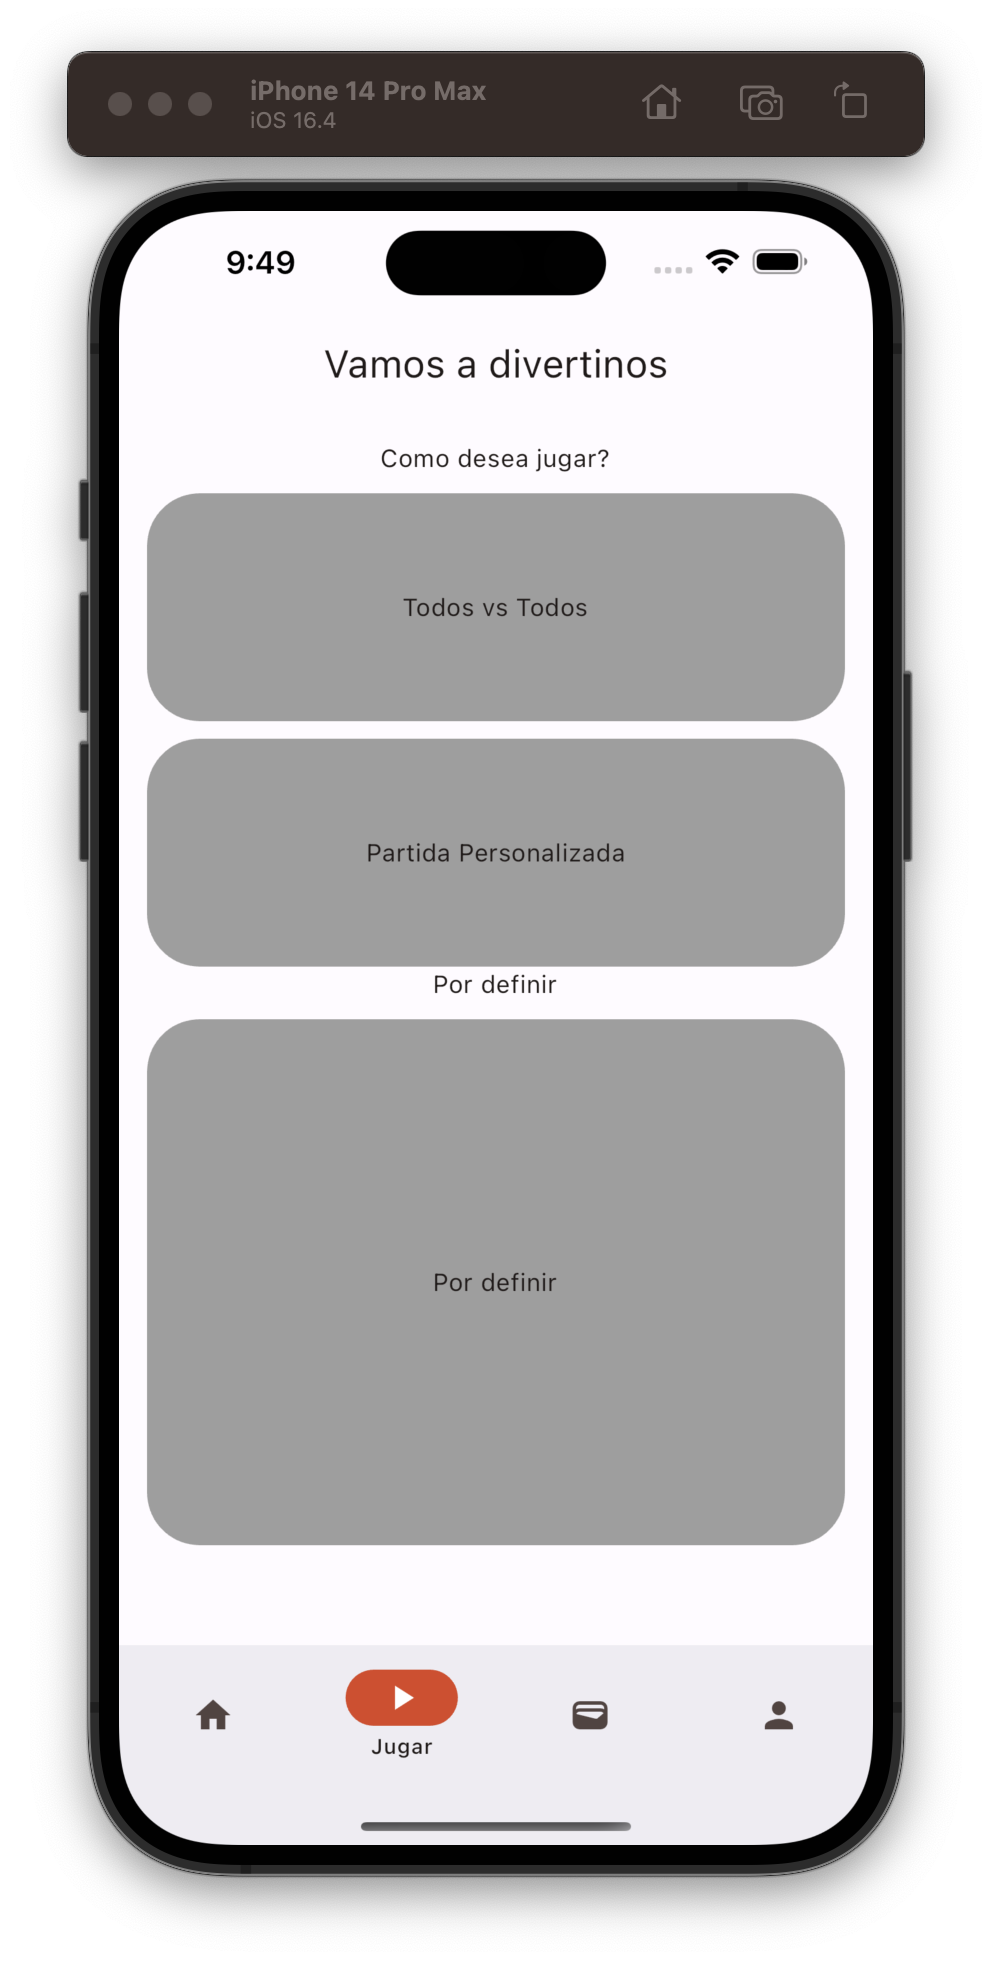 iPhone 14 Pro Max
iOS 16.4
9:49
Vamos a divertinos
Como desea jugar?
Todos vs Todos
Partida Personalizada
Por definir
Por definir
Jugar